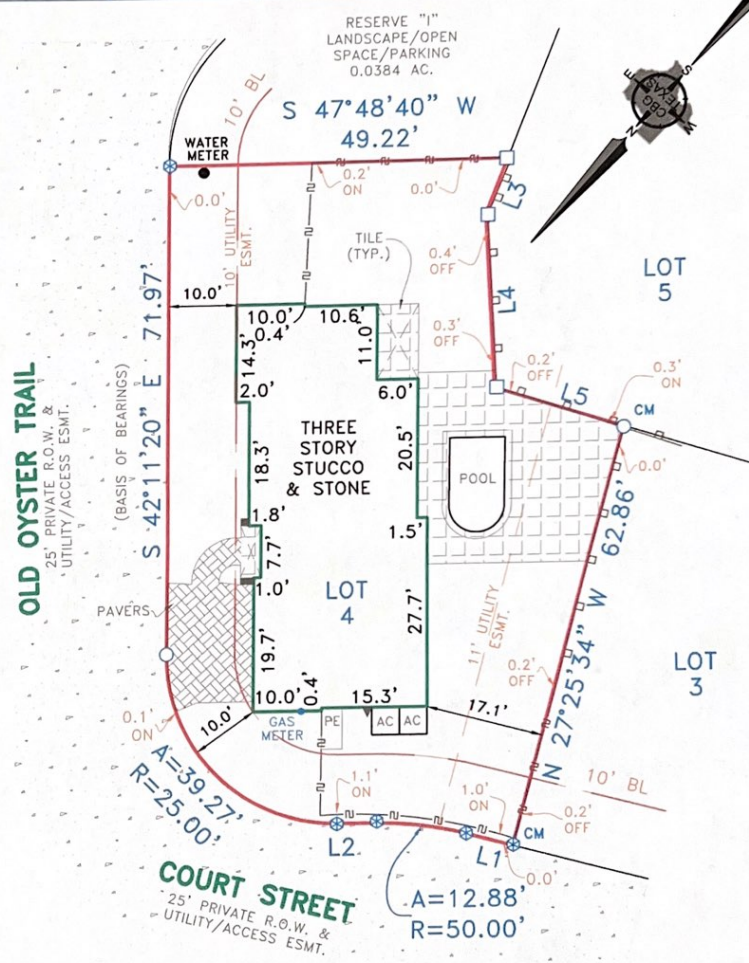 RESERVE "I"
LANDSCAPE/OPEN
SPACE/PARKING
0.0384 AC.
10' BL
S 47°48'40" W
49.22'
WATER
METER
E
S
CBG
TEXAS
N
W
0.2'
ON
0.0'
0.0'
L3
10' UTILITY
ESMT.
TILE
(TYP.)
0.4'
OFF
LOT
5
10.0'
L4
10.0'
0.4'
10.6'
11.0'
14.3'
0.3'
OFF
0.2'
OFF
L5
0.3'
ON
CM
2.0'
6.0'
S 42°11'20" E 71.97'
(BASIS OF BEARINGS)
OLD OYSTER TRAIL
25' PRIVATE R.O.W. &
UTILITY/ACCESS ESMT.
THREE
STORY
STUCCO
& STONE
18.3'
20.5'
POOL
0.0'
1.8'
1.5'
7.7'
1.0'
LOT
4
N 27°25'34" W 62.86'
PAVERS
11' UTILITY
ESMT.
27.7'
19.7'
0.2'
OFF
LOT
3
10.0'
0.4'
15.3'
17.1'
GAS
METER
PE
AC
AC
0.1'
ON
10.0'
A=39.27'
R=25.00'
10' BL
1.1'
ON
1.0'
ON
0.2'
OFF
CM
L2
L1
0.0'
COURT STREET
25' PRIVATE R.O.W. &
UTILITY/ACCESS ESMT.
A=12.88'
R=50.00'